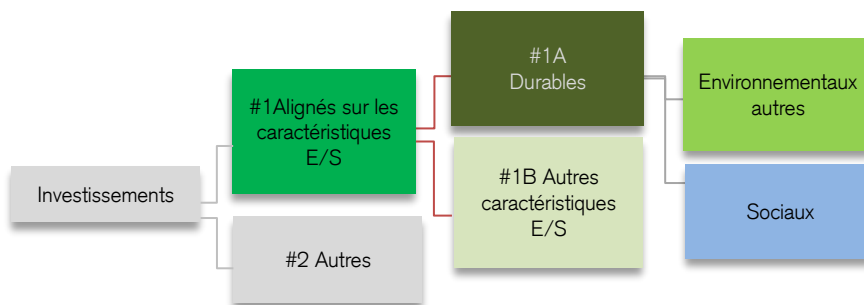 Investissements
#1Alignés sur les
caractéristiques
E/S
#2 Autres
#1A
Durables
#1B Autres
caractéristiques
E/S
Environnementaux
autres
Sociaux